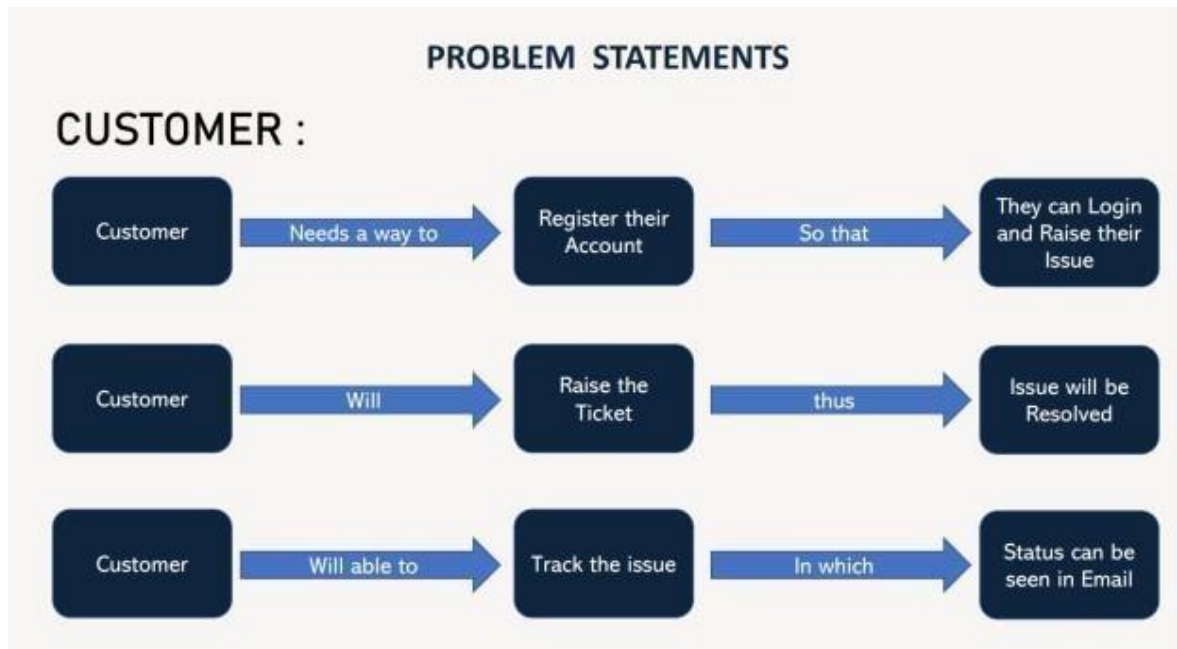 PROBLEM STATEMENTS
CUSTOMER :
Customer
Needs a way to
Register their
Account
So that
They can Login
and Raise their
Issue
Customer
Will
Raise the
Ticket
thus
Issue will be
Resolved
Customer
Will able to
Track the issue
In which
Status can be
seen in Email